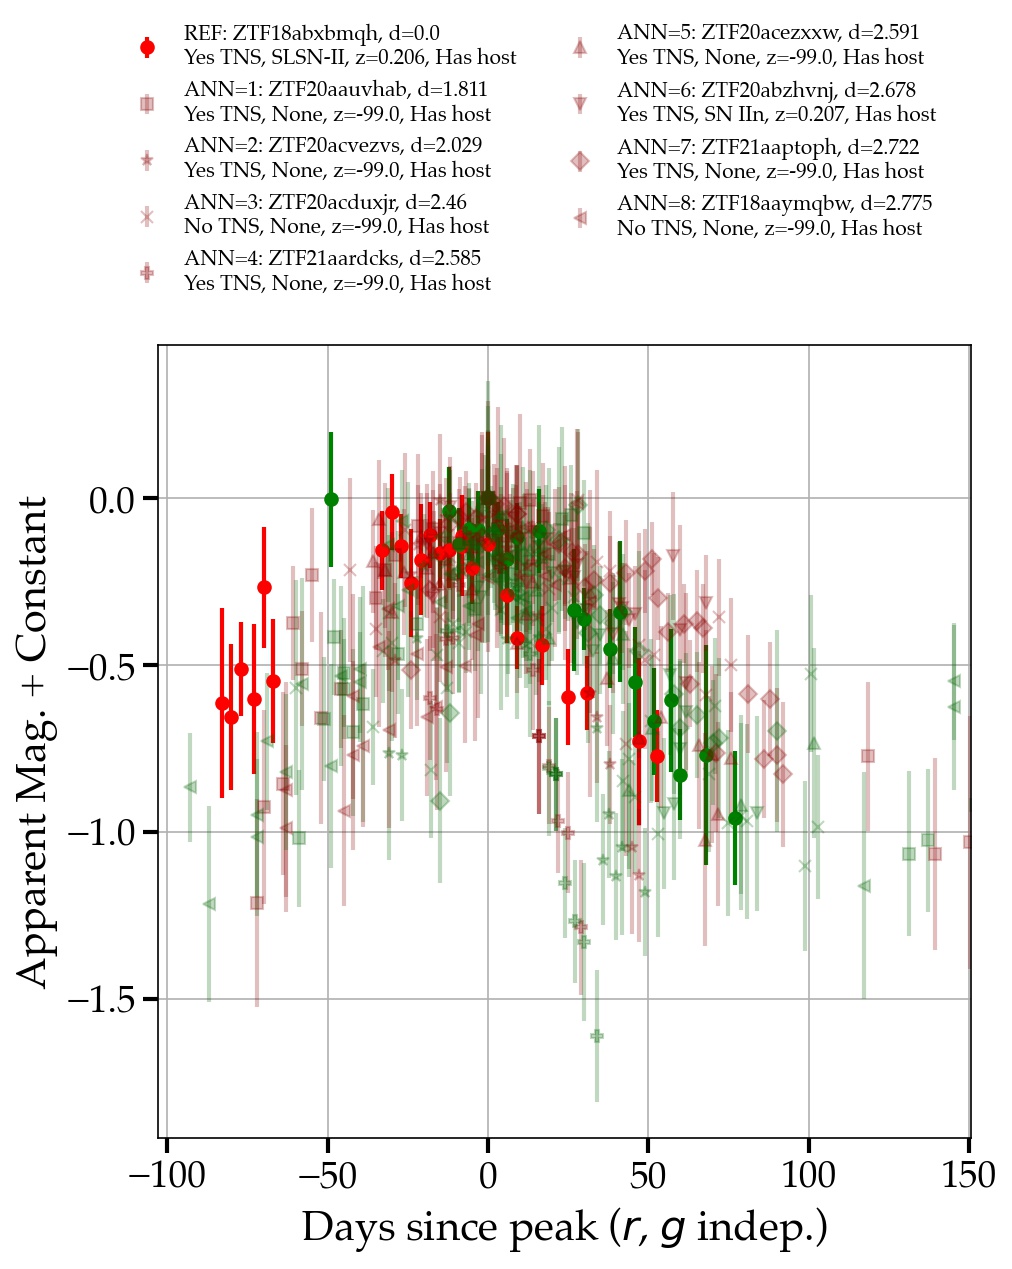 REF: ZTF18abxbmqh, d=0.0
Yes TNS, SLSN-II, z=0.206, Has host
ANN=1: ZTF20aauvhab, d=1.811
Yes TNS, None, z=-99.0, Has host
ANN=2: ZTF20acvezvs, d=2.029
Yes TNS, None, z=-99.0, Has host
ANN=3: ZTF20acduxjr, d=2.46
No TNS, None, z=-99.0, Has host
ANN=4: ZTF21aardcks, d=2.585
Yes TNS, None, z=-99.0, Has host
ANN=5: ZTF20acezxxw, d=2.591
Yes TNS, None, z=-99.0, Has host
ANN=6: ZTF20abzhvnj, d=2.678
Yes TNS, SN IIn, z=0.207, Has host
ANN=7: ZTF21aaptoph, d=2.722
Yes TNS, None, z=-99.0, Has host
ANN=8: ZTF18aaymqbw, d=2.775
No TNS, None, z=-99.0, Has host
Apparent Mag. + Constant
0.0
−0.5
−1.0
−1.5
−100 −50 0 50 100 150
Days since peak (r, g indep.)